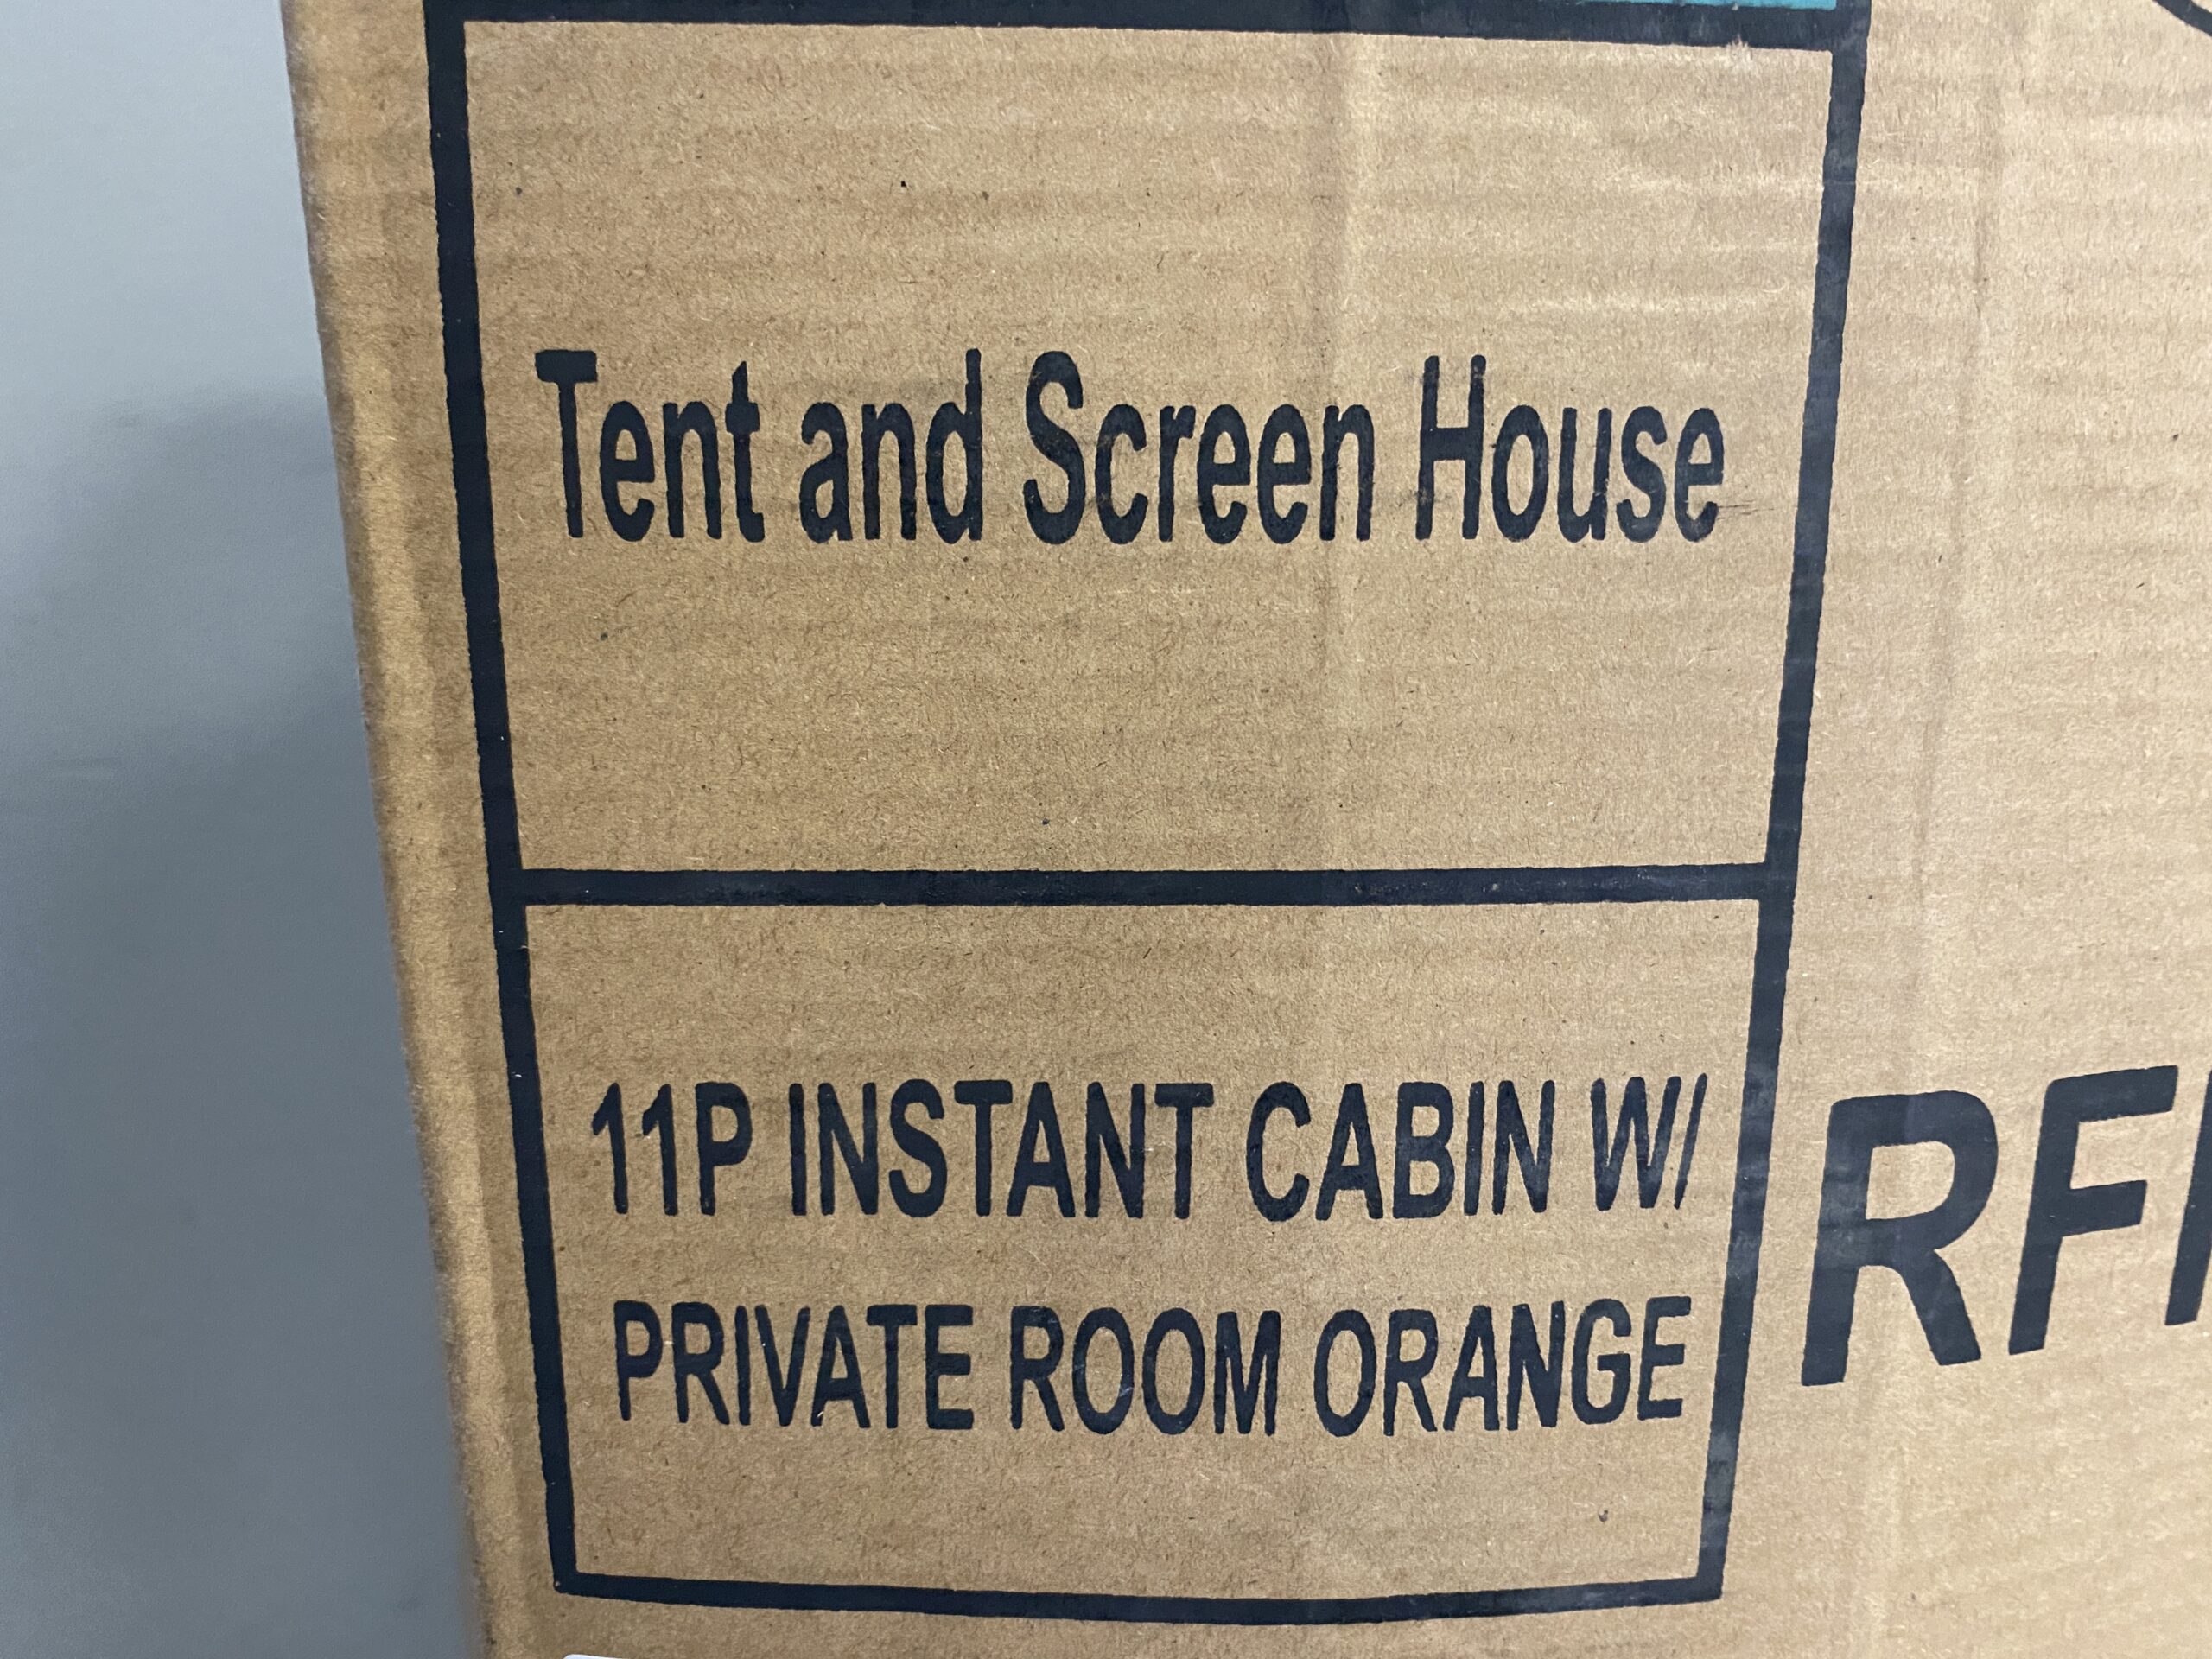 Tent and Screen House
11P INSTANT CABIN W/
PRIVATE ROOM ORANGE